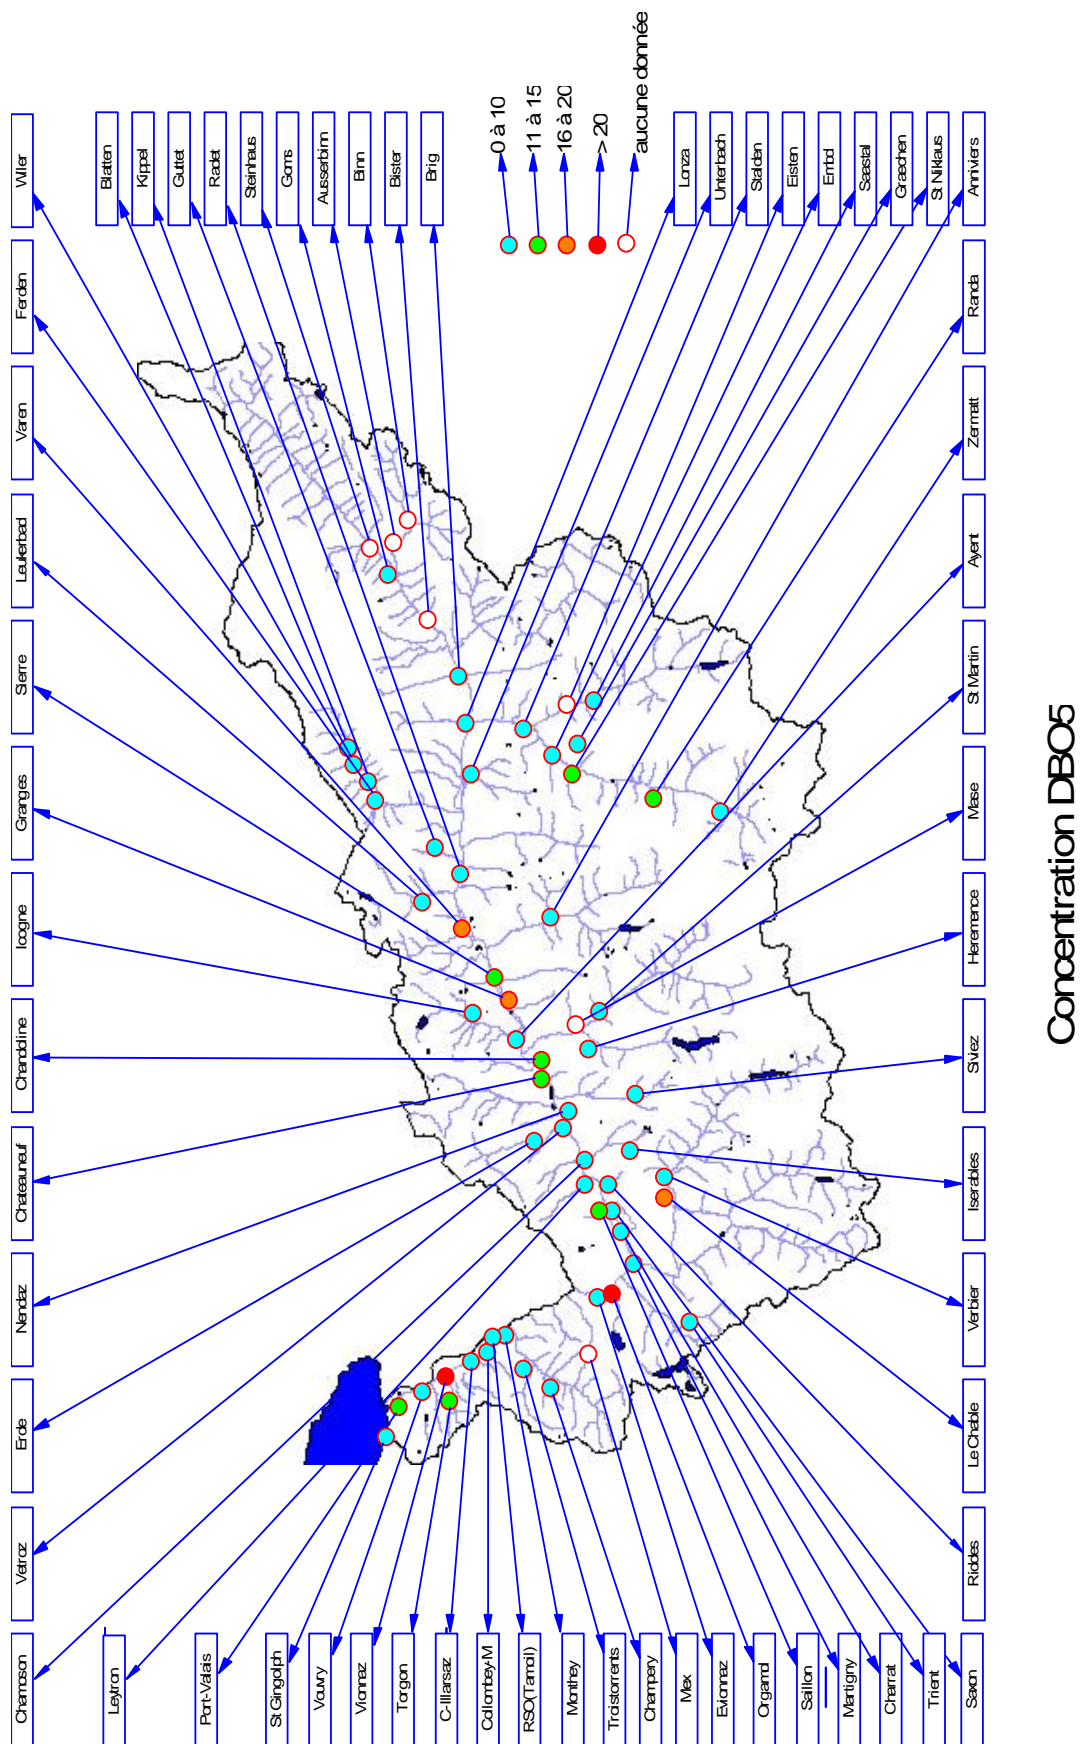 Chamoson
Vetroz
Erde
Nendaz
Chateauneuf
Chandoline
Icogne
Granges
Sierre
Leukerbad
Varen
Ferden
Wiler
Blatten
Kippel
Guttet
Radet
Steinhaus
Goms
Ausserbinn
Binn
Bister
Brig
0 à 10
11 à 15
16 à 20
> 20
aucune donnée
Lonza
Unterbach
Stalden
Eisten
Embd
Saastal
Graechen
St Niklaus
Anniviers
Randa
Zermatt
Ayent
St Martin
Mase
Heremence
Siviez
Iserables
Verbier
Le Chable
Riddes
Saxon
Trient
Charrat
Martigny
Saillon
Orgamol
Evionnaz
Mex
Champery
Troistorrents
Monthey
RSO(Tamoil)
Collombey-M
C-Illarsaz
Torgon
Vionnaz
Vouvry
St Gingolph
Port-Valais
Leytron
Concentration DBO5